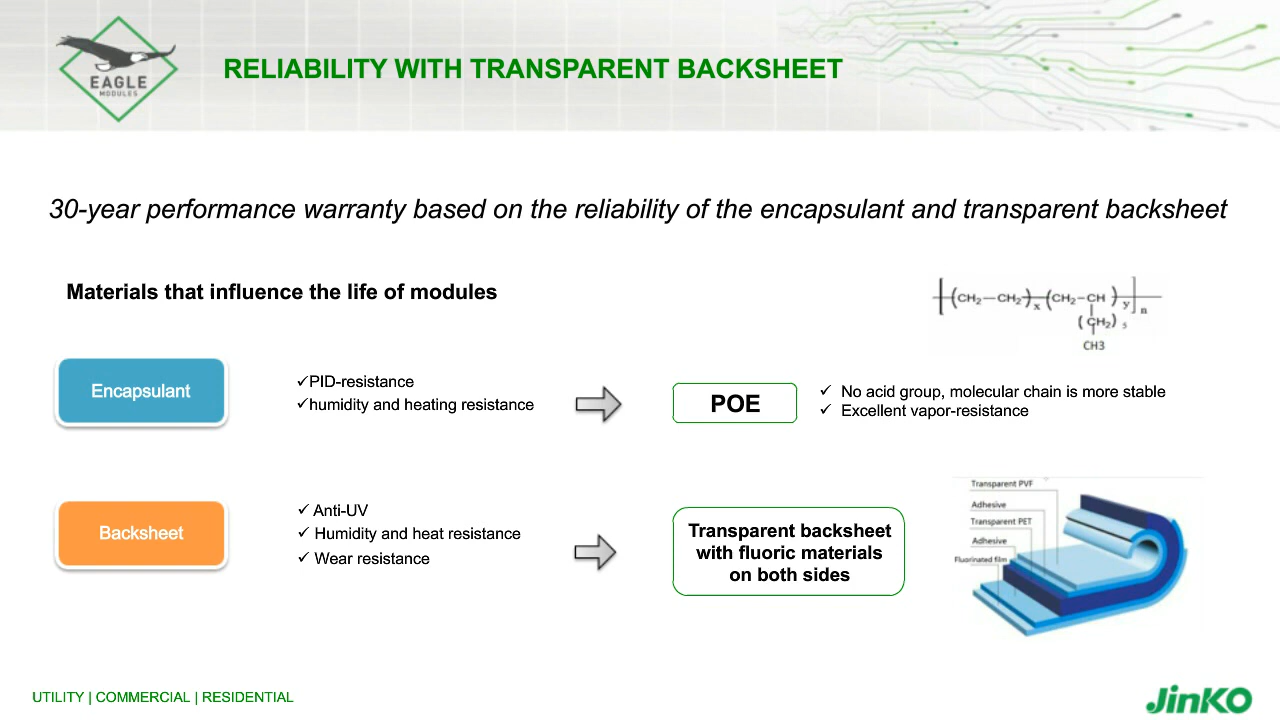 EAGLE
MODULES
RELIABILITY WITH TRANSPARENT BACKSHEET
30-year performance warranty based on the reliability of the encapsulant and transparent backsheet
Materials that influence the life of modules
[(CH2—CH2)x(CH2—CH)y]n
(CH2)5
CH3
Encapsulant
✓PID-resistance
✓humidity and heating resistance
POE
✓ No acid group, molecular chain is more stable
✓ Excellent vapor-resistance
Backsheet
✓ Anti-UV
✓ Humidity and heat resistance
✓ Wear resistance
Transparent backsheet
with fluoric materials
on both sides
Transparent PVF
Adhesive
Transparent PET
Adhesive
Fluorinated film
UTILITY | COMMERCIAL | RESIDENTIAL
JinKO